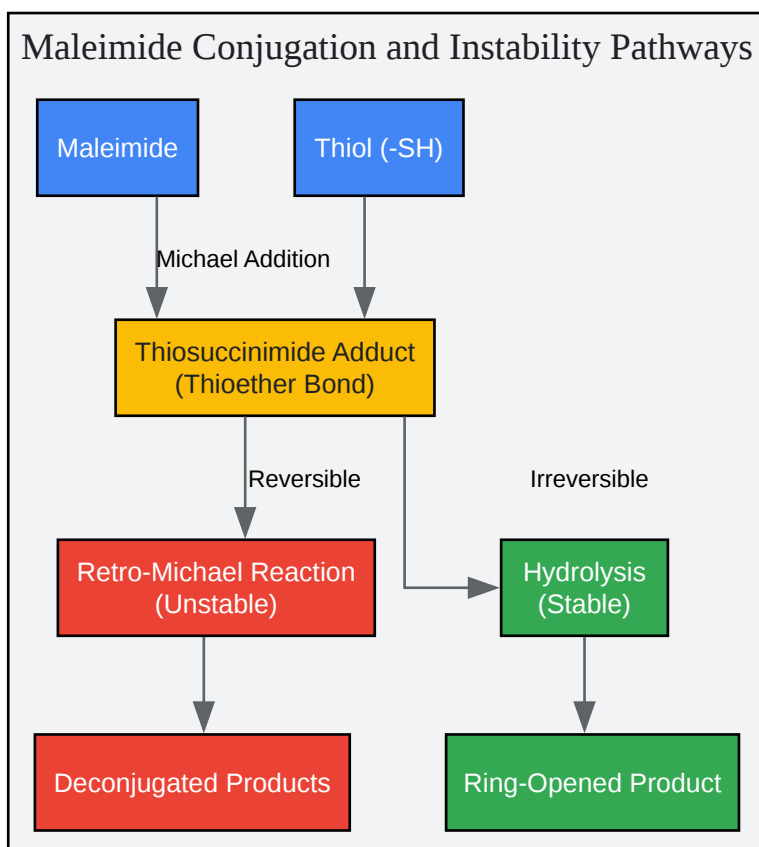 Maleimide Conjugation and Instability Pathways
Maleimide
Thiol (-SH)
Michael Addition
Thiosuccinimide Adduct
(Thioether Bond)
Reversible
Irreversible
Retro-Michael Reaction
(Unstable)
Hydrolysis
(Stable)
Deconjugated Products
Ring-Opened Product